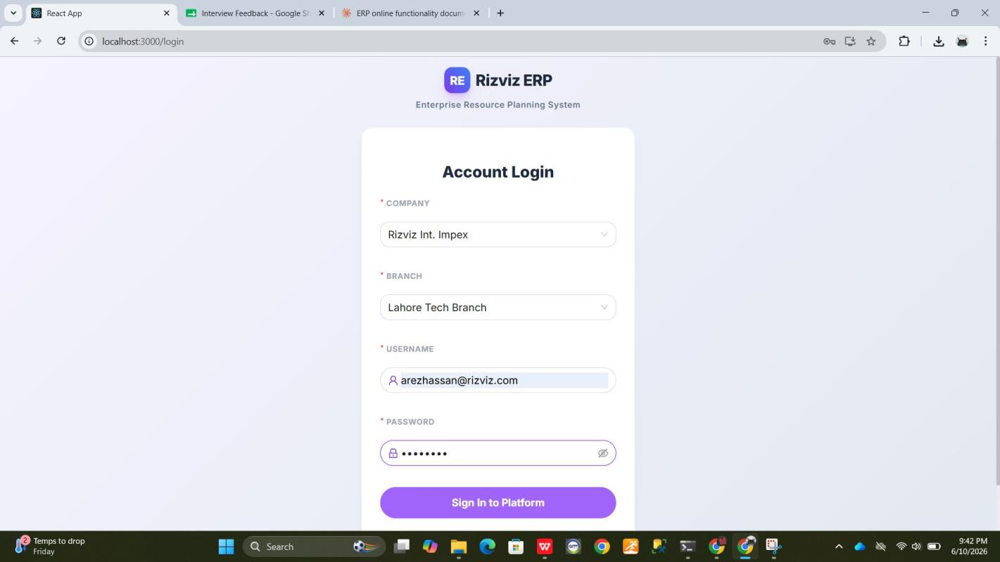 React App
Interview Feedback - Google Sh
ERP online functionality docum
localhost:3000/login
RE Rizviz ERP
Enterprise Resource Planning System
Account Login
* COMPANY
Rizviz Int. Impex
* BRANCH
Lahore Tech Branch
* USERNAME
arezhassan@rizviz.com
* PASSWORD
••••••••
Sign In to Platform
2
Temps to drop
Friday
Search
9:42 PM
6/10/2026